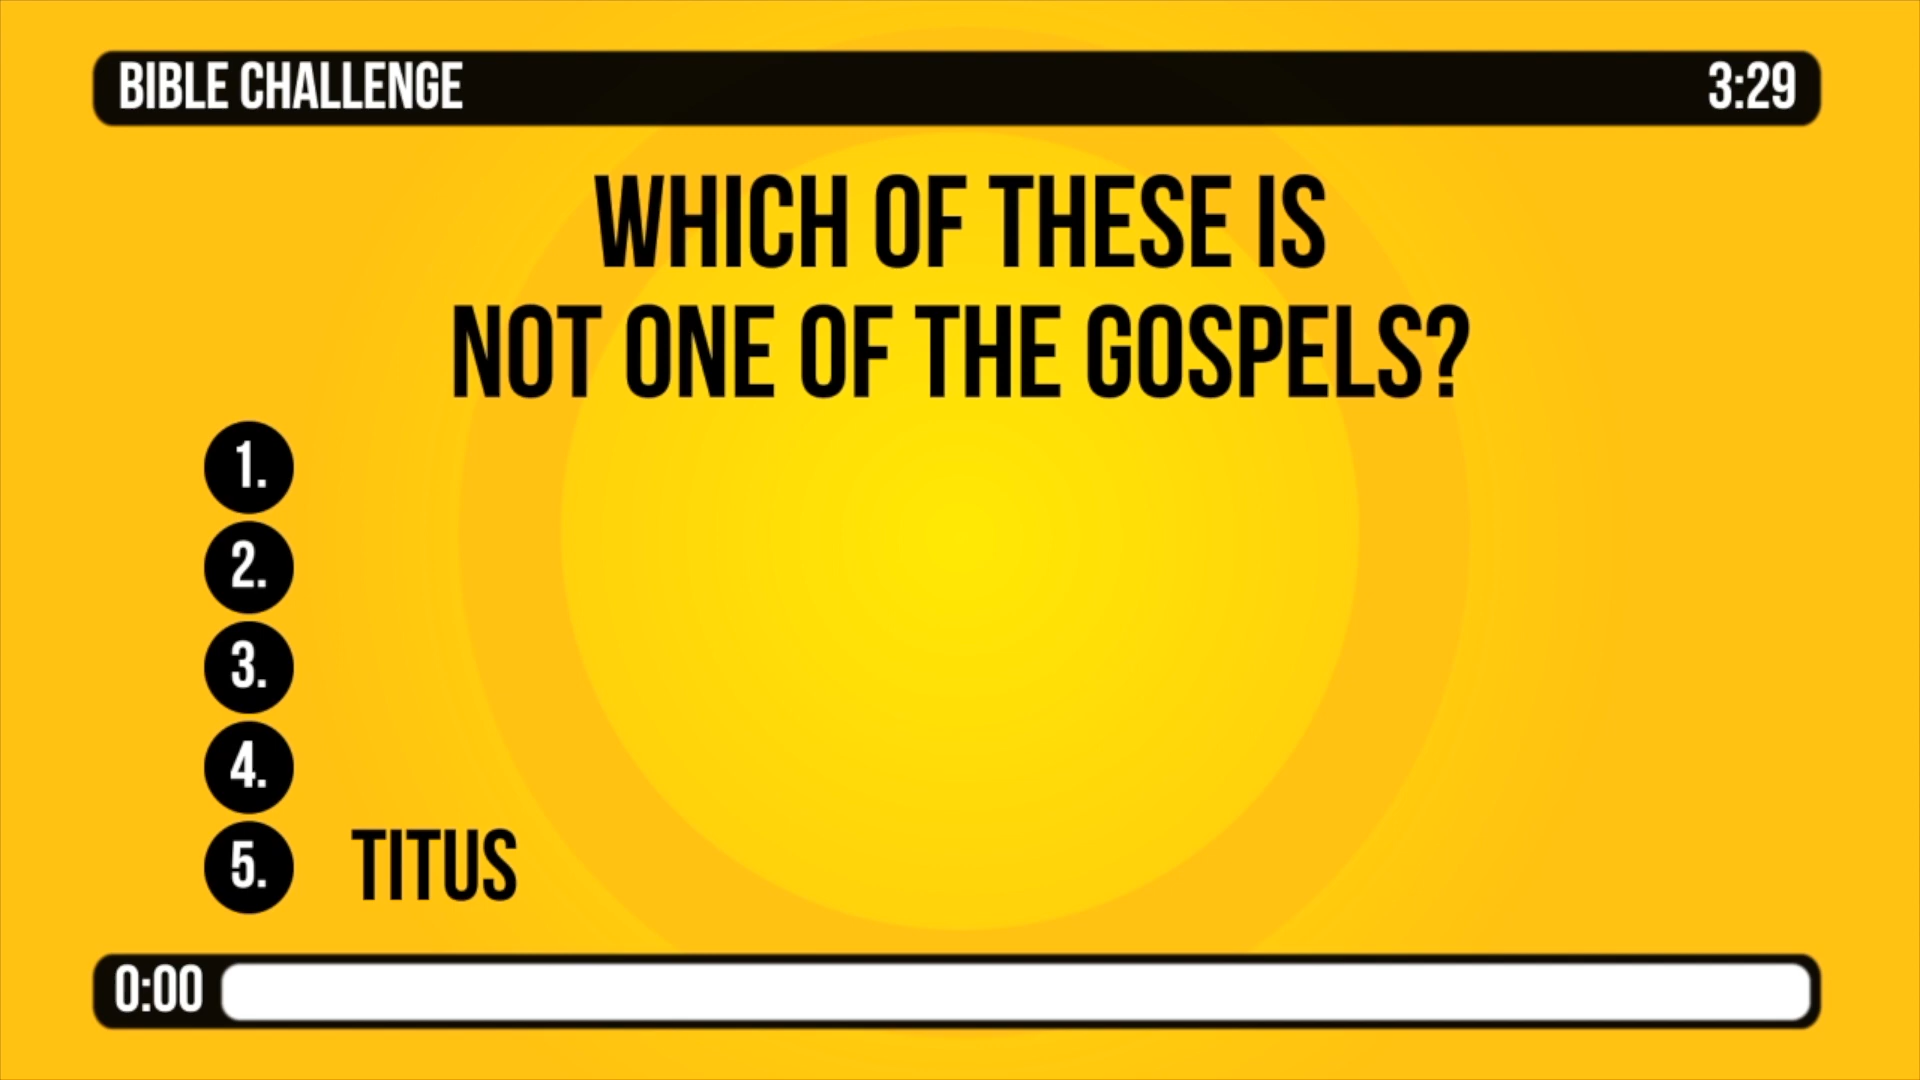 BIBLE CHALLENGE 3:29
WHICH OF THESE IS
NOT ONE OF THE GOSPELS?
1.
2.
3.
4.
5. TITUS
0:00